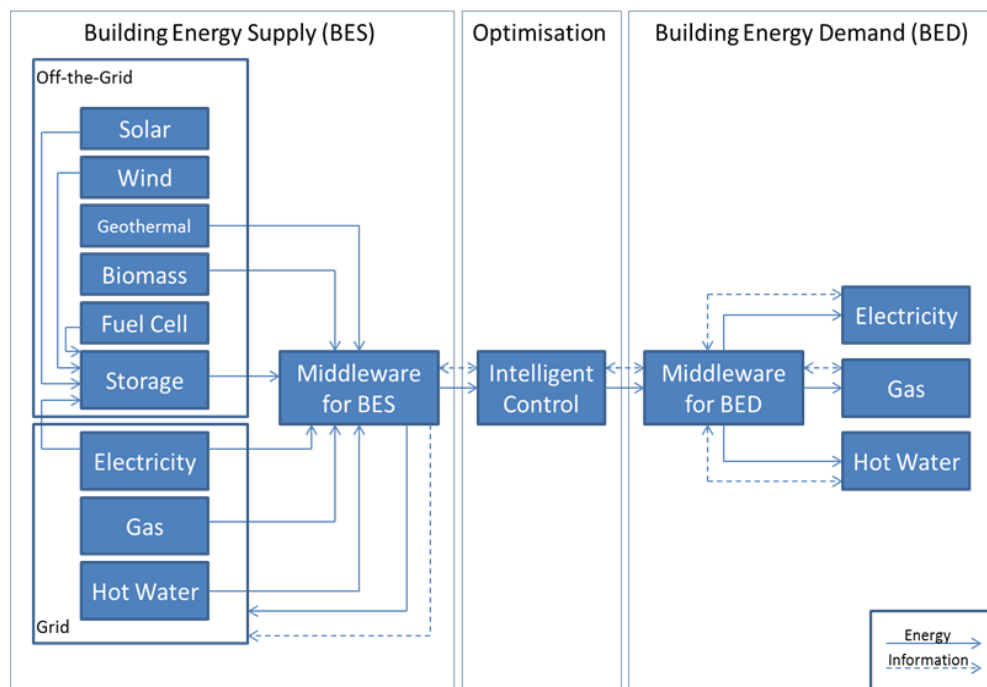 Building Energy Supply (BES)
Optimisation
Building Energy Demand (BED)
Off-the-Grid
Solar
Wind
Geothermal
Biomass
Fuel Cell
Storage
Middleware
for BES
Intelligent
Control
Middleware
for BED
Electricity
Gas
Hot Water
Electricity
Gas
Hot Water
Grid
Energy
Information